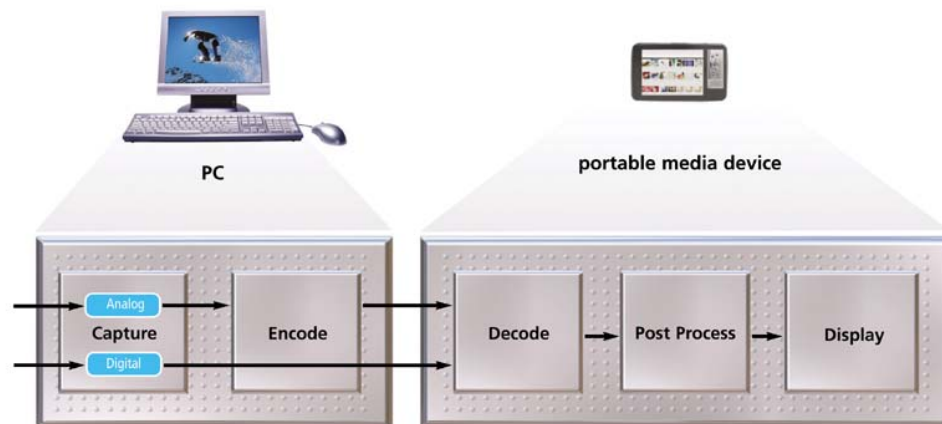 PC
portable media device
Analog
Capture
Digital
Encode
Decode
Post Process
Display